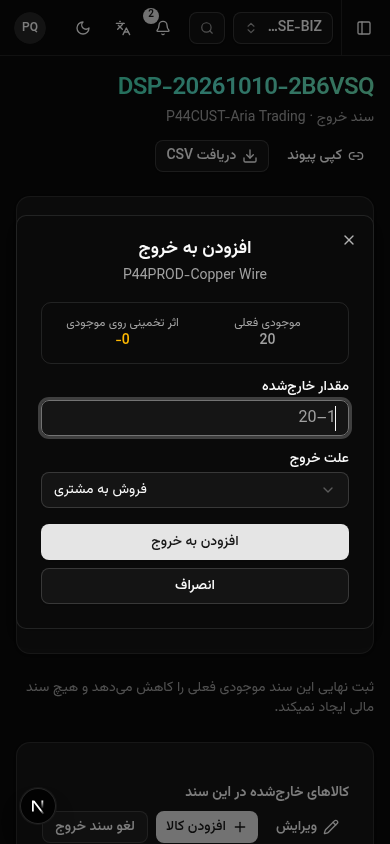 PQ
2
...SE-BIZ
DSP-20261010-2B6VSQ
سند خروج · P44CUST-Aria Trading
کپی پیوند
دریافت CSV
افزودن به خروج
P44PROD-Copper Wire
موجودی فعلی
20
اثر تخمینی روی موجودی
-0
مقدار خارج‌شده
1–20
علت خروج
فروش به مشتری
افزودن به خروج
انصراف
ثبت نهایی این سند موجودی فعلی را کاهش می‌دهد و هیچ سند
مالی ایجاد نمیکند.
کالاهای خارج‌شده در این سند
ویرایش
افزودن کالا
لغو سند خروج
N